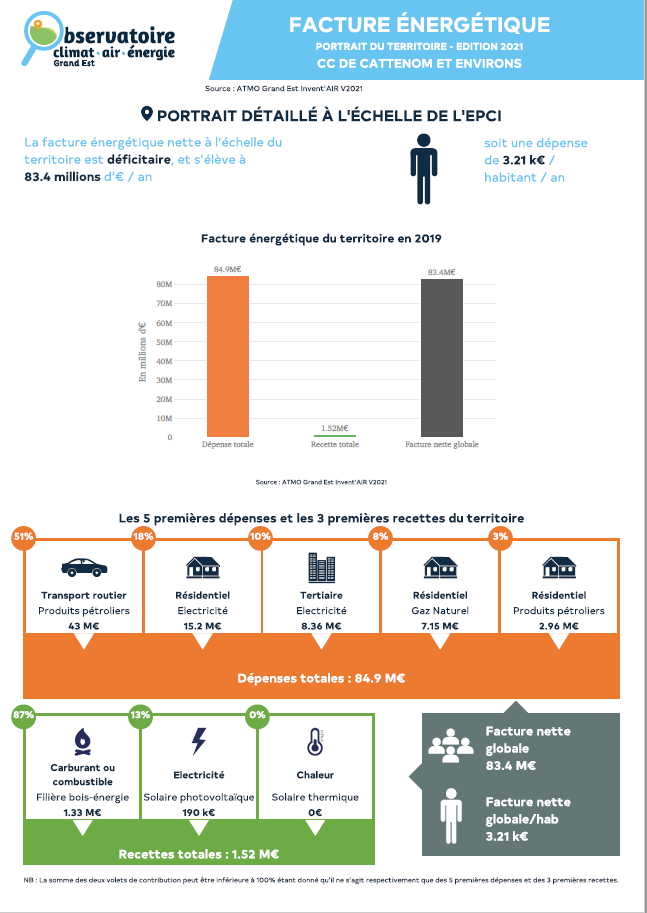 Observatoire
climat · air · énergie
Grand Est
FACTURE ÉNERGÉTIQUE
PORTRAIT DU TERRITOIRE - EDITION 2021
CC DE CATTENOM ET ENVIRONS
Source : ATMO Grand Est Invent'AIR V2021
PORTRAIT DÉTAILLÉ À L'ÉCHELLE DE L'EPCI
La facture énergétique nette à l'échelle du
territoire est déficitaire, et s'élève à
83.4 millions d'€ / an
soit une dépense
de 3.21 k€ /
habitant / an
Facture énergétique du territoire en 2019
En millions d'€
80M
70M
60M
50M
40M
30M
20M
10M
0
84.9M€
1.52M€
83.4M€
Dépense totale
Recette totale
Facture nette globale
Source : ATMO Grand Est Invent'AIR V2021
Les 5 premières dépenses et les 3 premières recettes du territoire
51%
Transport routier
Produits pétroliers
43 M€
18%
Résidentiel
Electricité
15.2 M€
10%
Tertiaire
Electricité
8.36 M€
8%
Résidentiel
Gaz Naturel
7.15 M€
3%
Résidentiel
Produits pétroliers
2.96 M€
Dépenses totales : 84.9 M€
87%
Carburant ou
combustible
Filière bois-énergie
1.33 M€
13%
Electricité
Solaire photovoltaïque
190 k€
0%
Chaleur
Solaire thermique
0€
Recettes totales : 1.52 M€
Facture nette
globale
83.4 M€
Facture nette
globale/hab
3.21 k€
NB : La somme des deux volets de contribution peut être inférieure à 100% étant donné qu'il ne s'agit respectivement que des 5 premières dépenses et des 3 premières recettes.